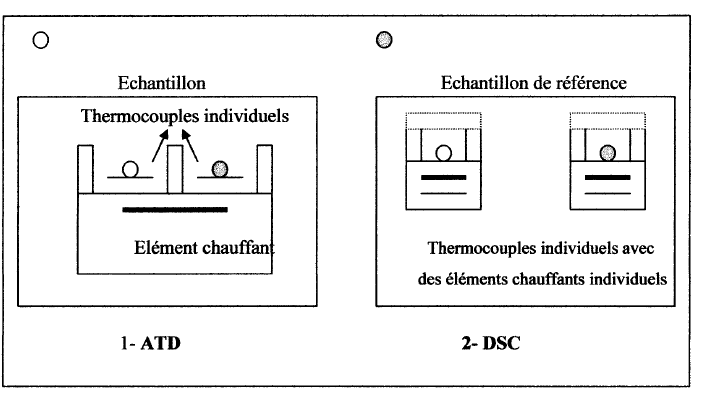 Echantillon
Echantillon de référence
Thermocouples individuels
Elément chauffant
Thermocouples individuels avec
des éléments chauffants individuels
1- ATD
2- DSC